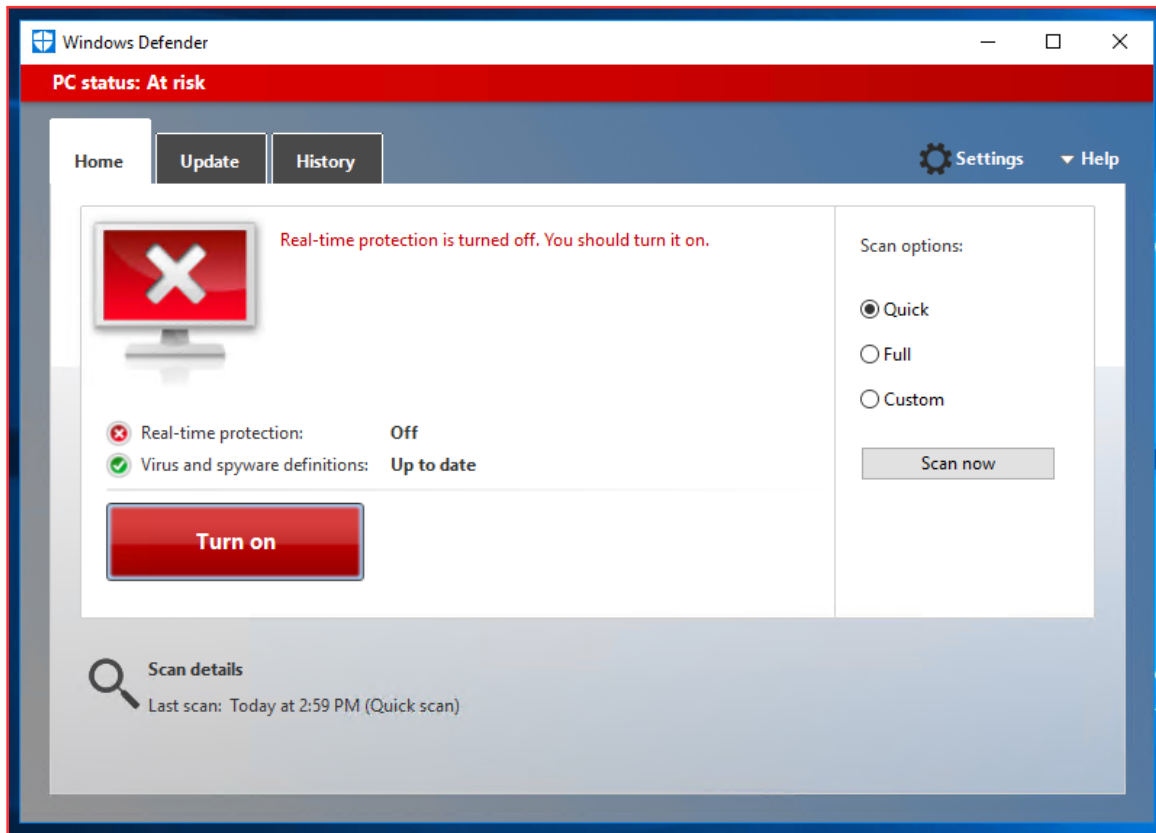 Windows Defender
PC status: At risk
Home
Update
History
Settings
Help
Real-time protection is turned off. You should turn it on.
Real-time protection: Off
Virus and spyware definitions: Up to date
Turn on
Scan options:
Quick
Full
Custom
Scan now
Scan details
Last scan: Today at 2:59 PM (Quick scan)